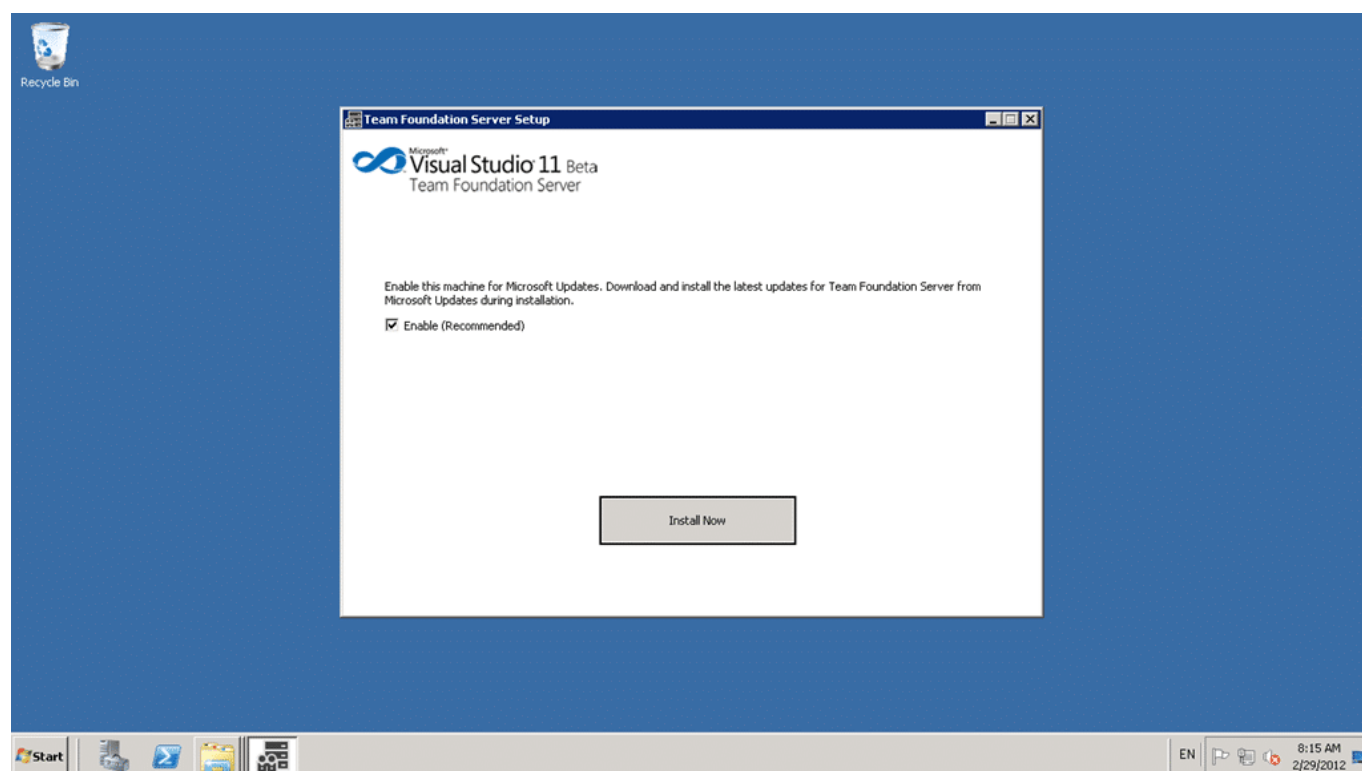 Recycle Bin
Team Foundation Server Setup
Microsoft®
Visual Studio® 11 Beta
Team Foundation Server
Enable this machine for Microsoft Updates. Download and install the latest updates for Team Foundation Server from
Microsoft Updates during installation.
Enable (Recommended)
Install Now
Start
EN
8:15 AM
2/29/2012